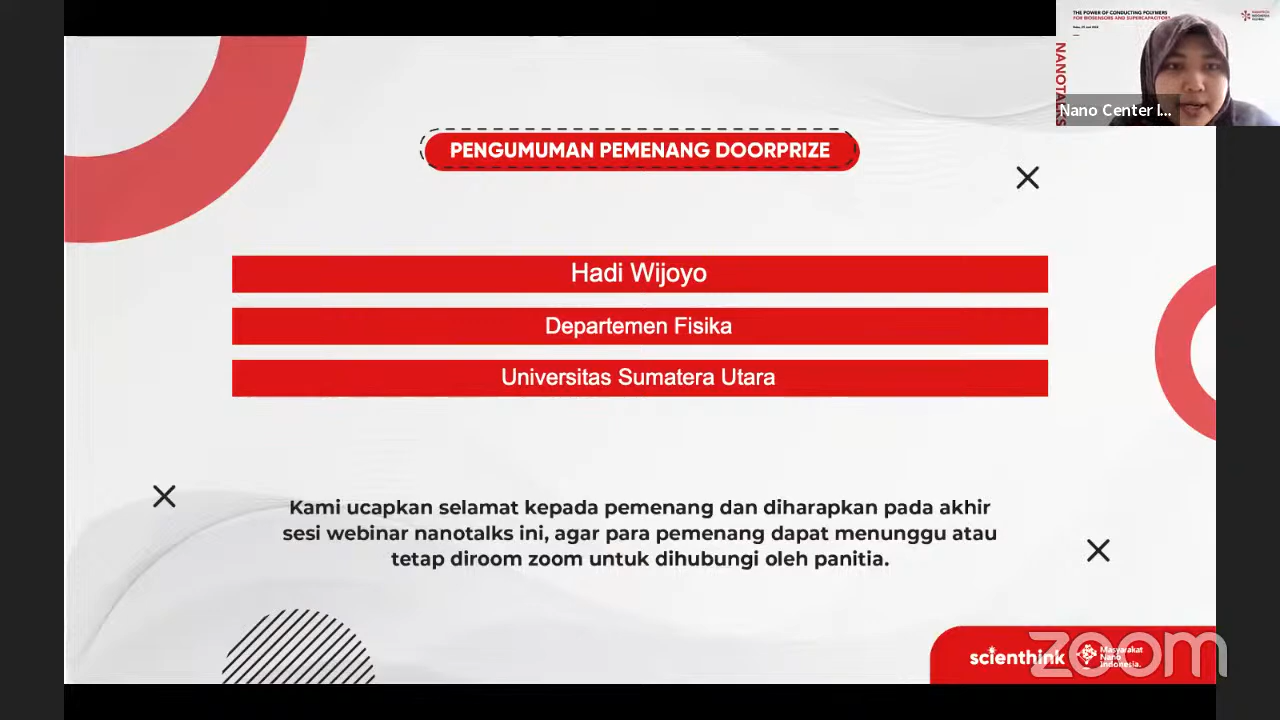 THE POWER OF CONDUCTING POLYMERS
FOR BIOSENSORS AND SUPERCAPACITORS
NANOTALKS
Nano Center I...
PENGUMUMAN PEMENANG DOORPRIZE
Hadi Wijoyo
Departemen Fisika
Universitas Sumatera Utara
Kami ucapkan selamat kepada pemenang dan diharapkan pada akhir
sesi webinar nanotalks ini, agar para pemenang dapat menunggu atau
tetap diroom zoom untuk dihubungi oleh panitia.
scienthink
Masyarakat
Nano
Indonesia.
zoom